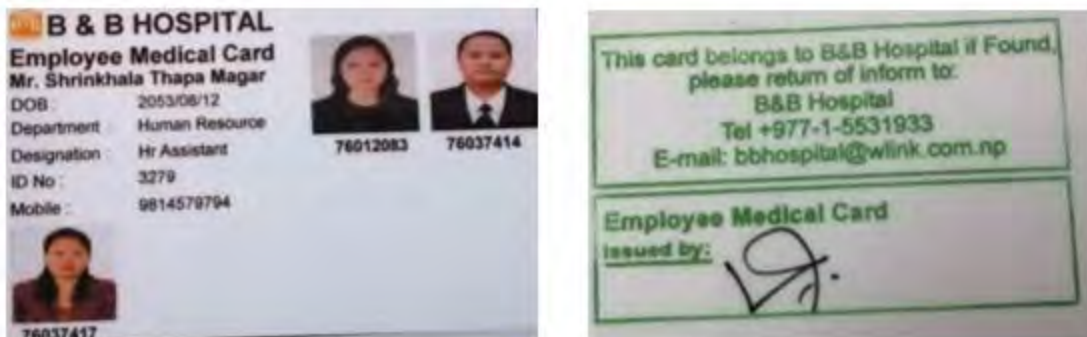 B & B HOSPITAL
Employee Medical Card
Mr. Shrinkhala Thapa Magar
DOB : 2053/08/12
Department : Human Resource
Designation : Hr Assistant
ID No : 3279
Mobile : 9814579794
76012083 76037414
76037417
This card belongs to B&B Hospital if Found,
please return of inform to:
B&B Hospital
Tel +977-1-5531933
E-mail: bbhospital@wlink.com.np
Employee Medical Card
Issued by: